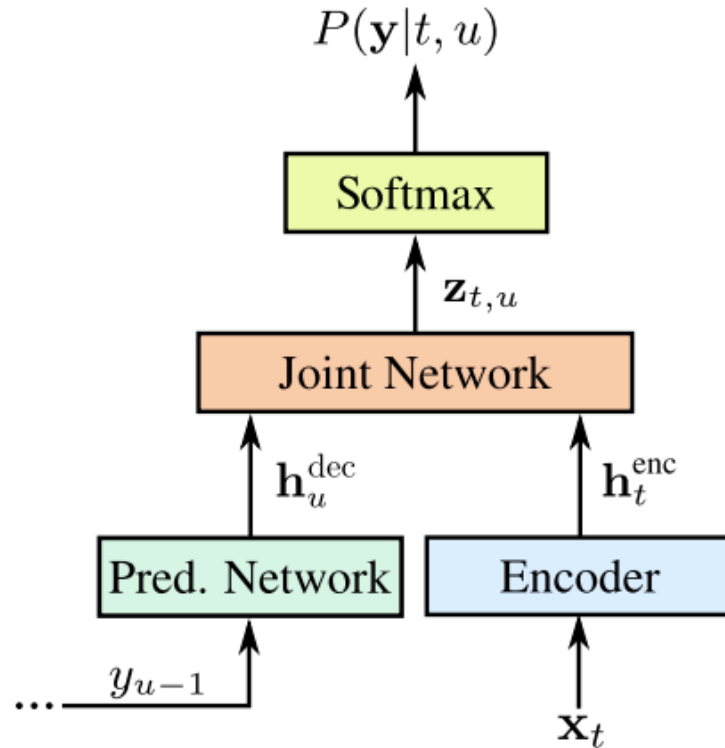 P(y|t, u)
Softmax
z_{t,u}
Joint Network
h_u^{dec} h_t^{enc}
Pred. Network Encoder
... y_{u-1}
x_t